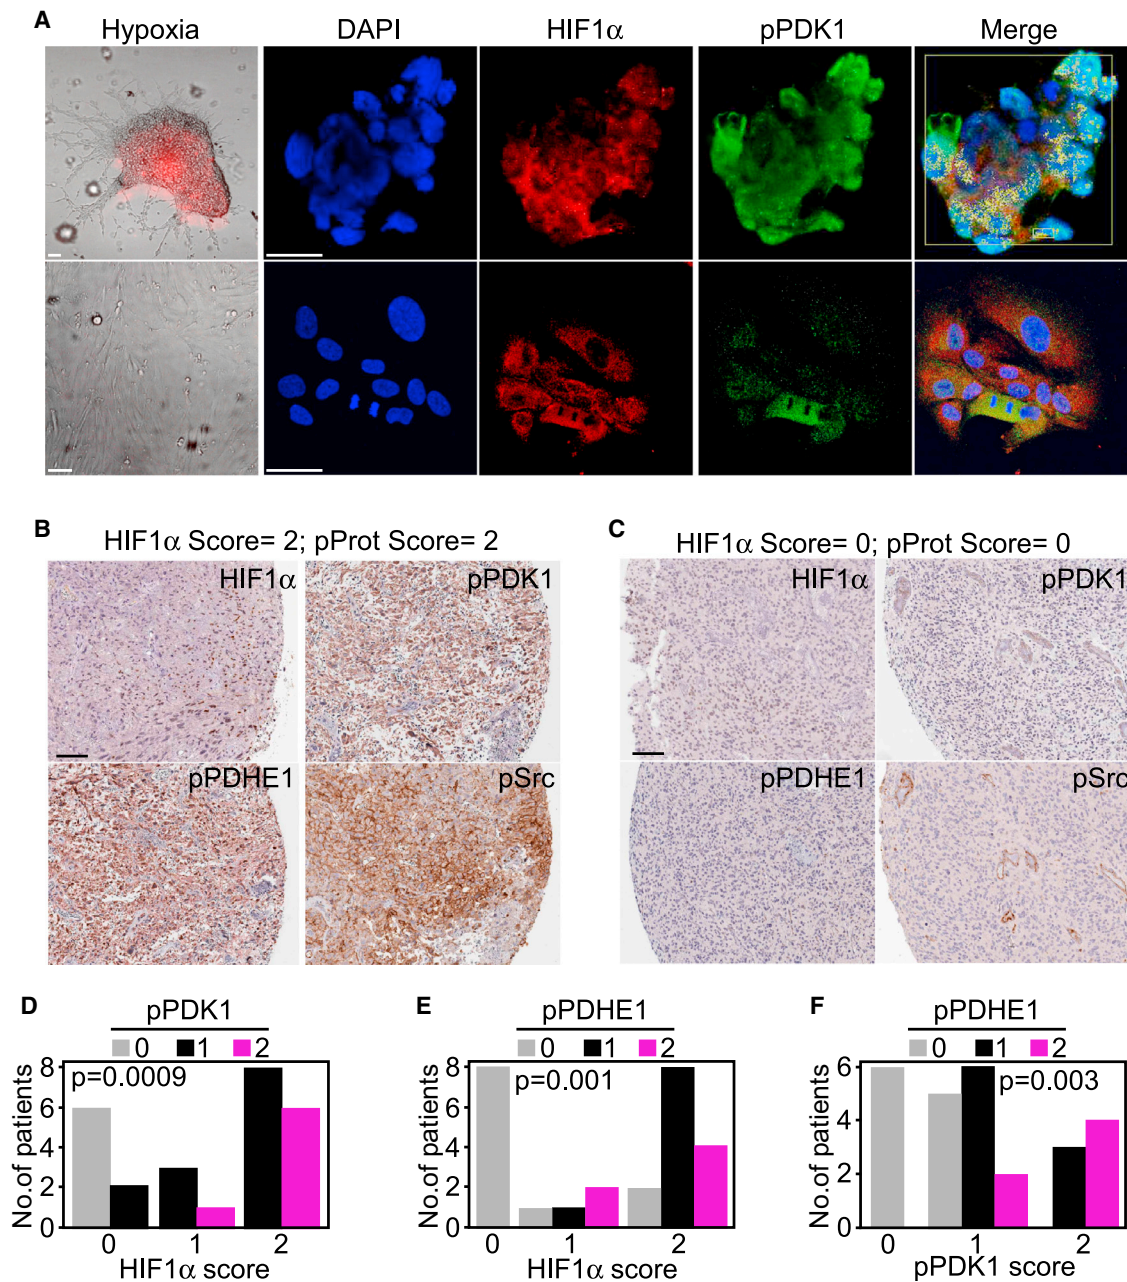 A
Hypoxia DAPI HIF1α pPDK1 Merge
B
HIF1α Score= 2; pProt Score= 2
HIF1α pPDK1
pPDHE1 pSrc
C
HIF1α Score= 0; pProt Score= 0
HIF1α pPDK1
pPDHE1 pSrc
D
pPDK1
0 1 2
p=0.0009
No.of patients
8
6
4
2
0
0 1 2
HIF1α score
E
pPDHE1
0 1 2
p=0.001
No.of patients
8
6
4
2
0
0 1 2
HIF1α score
F
pPDHE1
0 1 2
p=0.003
No.of patients
6
4
2
0
0 1 2
pPDK1 score